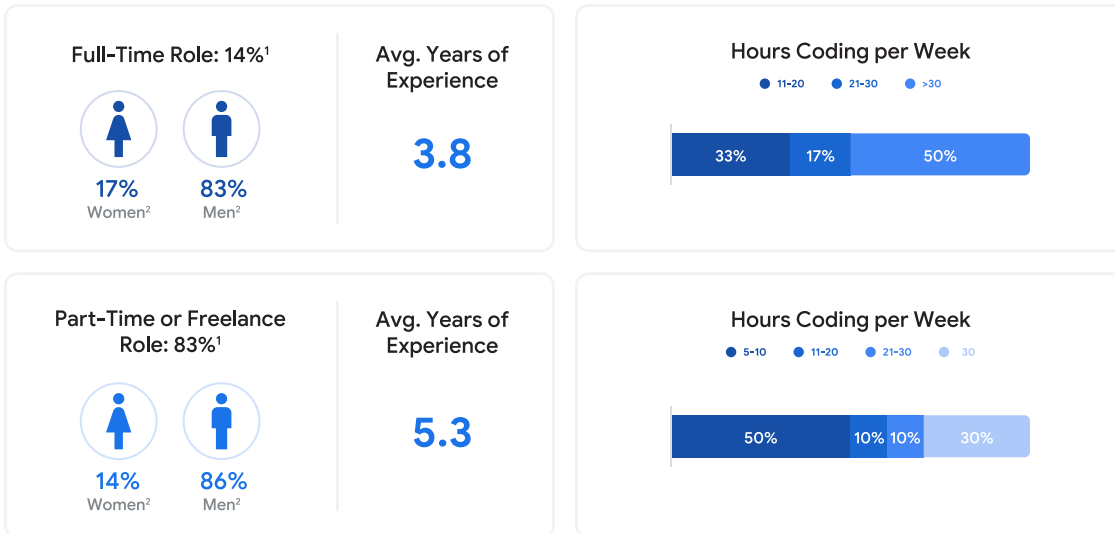 Full-Time Role: 14%¹
17%
Women²
83%
Men²
Avg. Years of
Experience
3.8
Hours Coding per Week
11-20 21-30 >30
33% 17% 50%
Part-Time or Freelance
Role: 83%¹
14%
Women²
86%
Men²
Avg. Years of
Experience
5.3
Hours Coding per Week
5-10 11-20 21-30 30
50% 10% 10% 30%